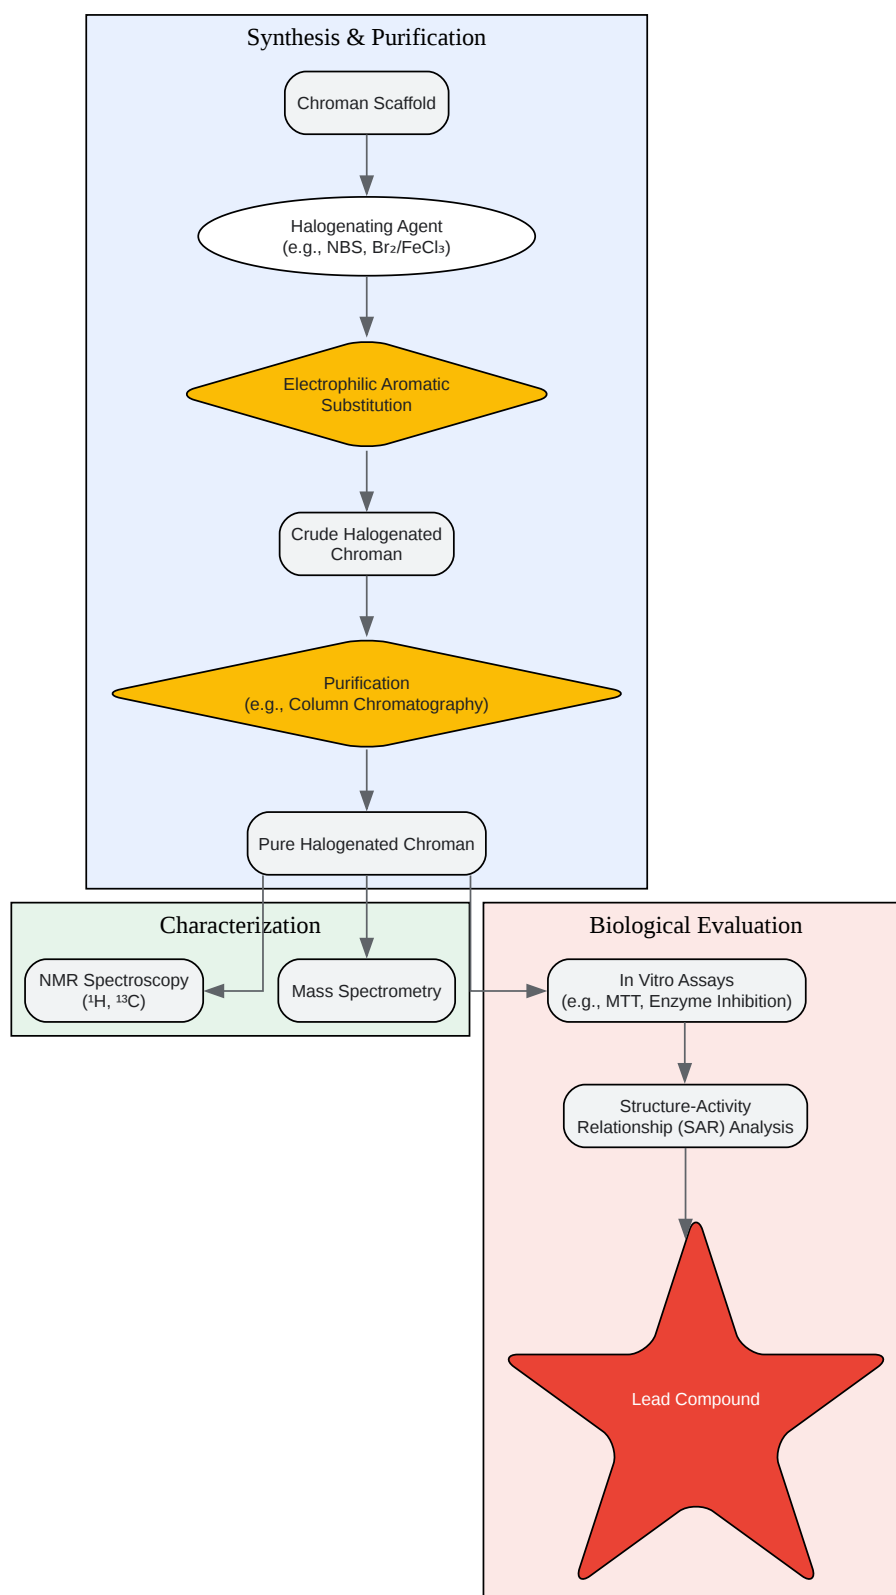 Synthesis & Purification
Chroman Scaffold
Halogenating Agent
(e.g., NBS, Br₂/FeCl₃)
Electrophilic Aromatic
Substitution
Crude Halogenated
Chroman
Purification
(e.g., Column Chromatography)
Pure Halogenated Chroman
Characterization
NMR Spectroscopy
(¹H, ¹³C)
Mass Spectrometry
Biological Evaluation
In Vitro Assays
(e.g., MTT, Enzyme Inhibition)
Structure-Activity
Relationship (SAR) Analysis
Lead Compound